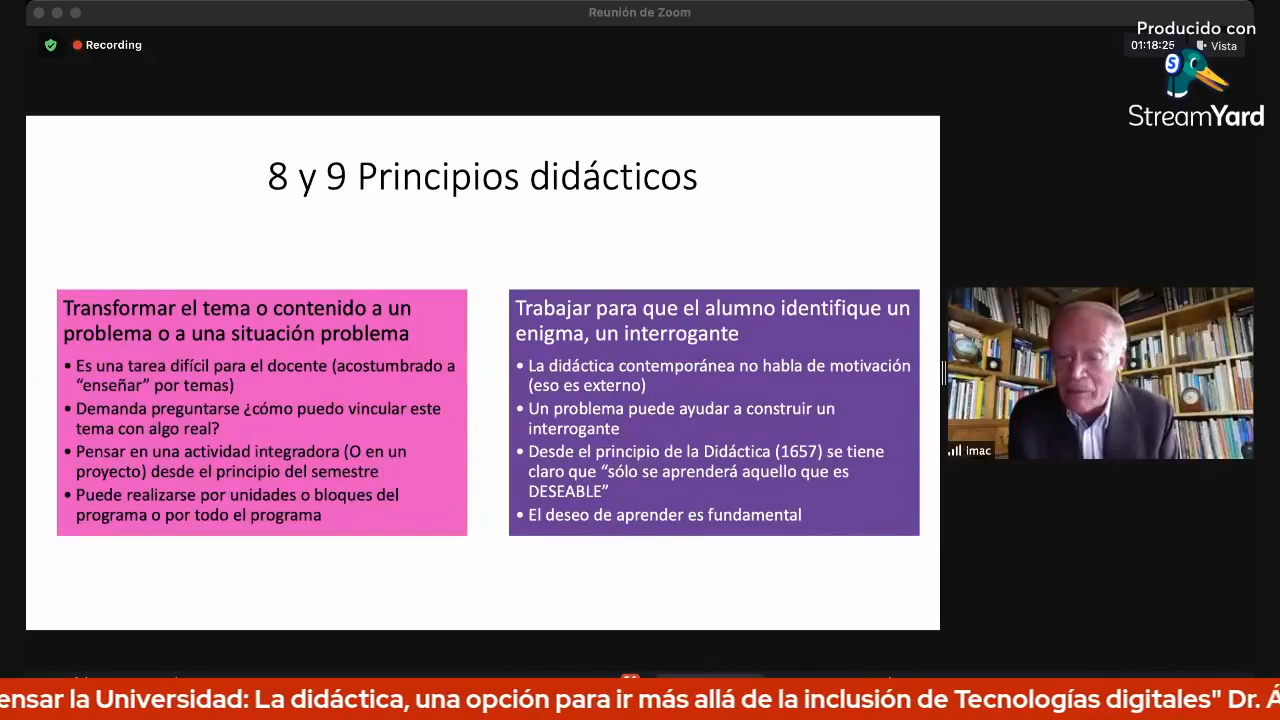 Reunión de Zoom
Recording
Producido con
01:18:25 Vista
S
StreamYard
8 y 9 Principios didácticos
Transformar el tema o contenido a un
problema o a una situación problema
• Es una tarea difícil para el docente (acostumbrado a
“enseñar” por temas)
• Demanda preguntarse ¿cómo puedo vincular este
tema con algo real?
• Pensar en una actividad integradora (O en un
proyecto) desde el principio del semestre
• Puede realizarse por unidades o bloques del
programa o por todo el programa
Trabajar para que el alumno identifique un
enigma, un interrogante
• La didáctica contemporánea no habla de motivación
(eso es externo)
• Un problema puede ayudar a construir un
interrogante
• Desde el principio de la Didáctica (1657) se tiene
claro que “sólo se aprenderá aquello que es
DESEABLE”
• El deseo de aprender es fundamental
imac
ensar la Universidad: La didáctica, una opción para ir más allá de la inclusión de Tecnologías digitales" Dr. Á